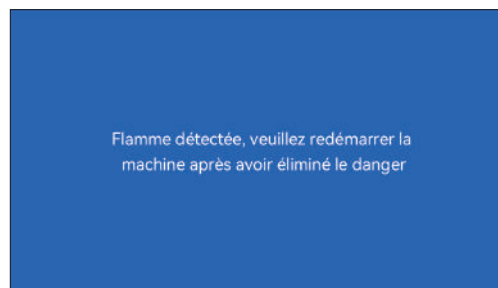 Flamme détectée, veuillez redémarrer la
machine après avoir éliminé le danger